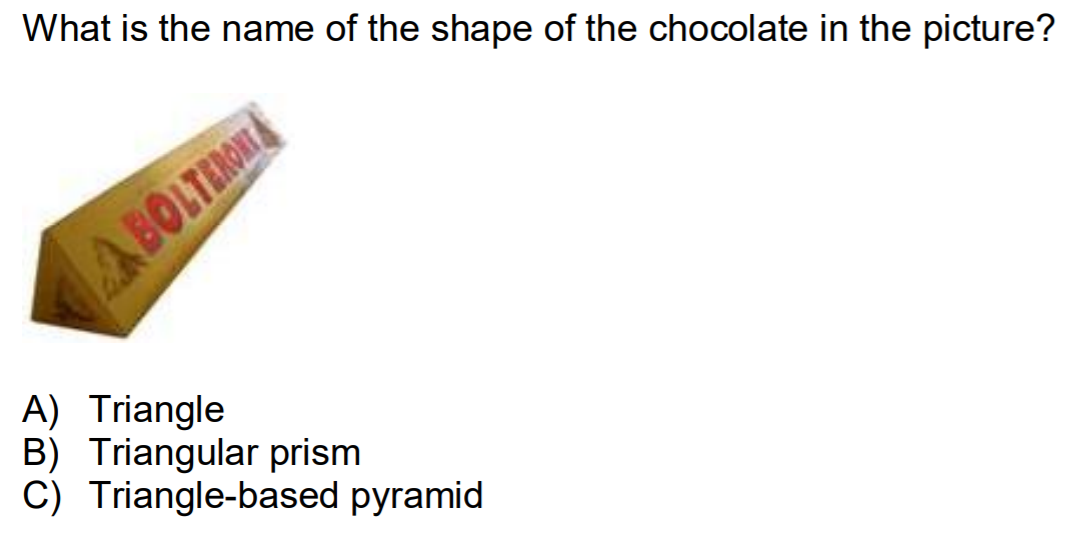 What is the name of the shape of the chocolate in the picture?
BOLTERONE
A) Triangle
B) Triangular prism
C) Triangle-based pyramid